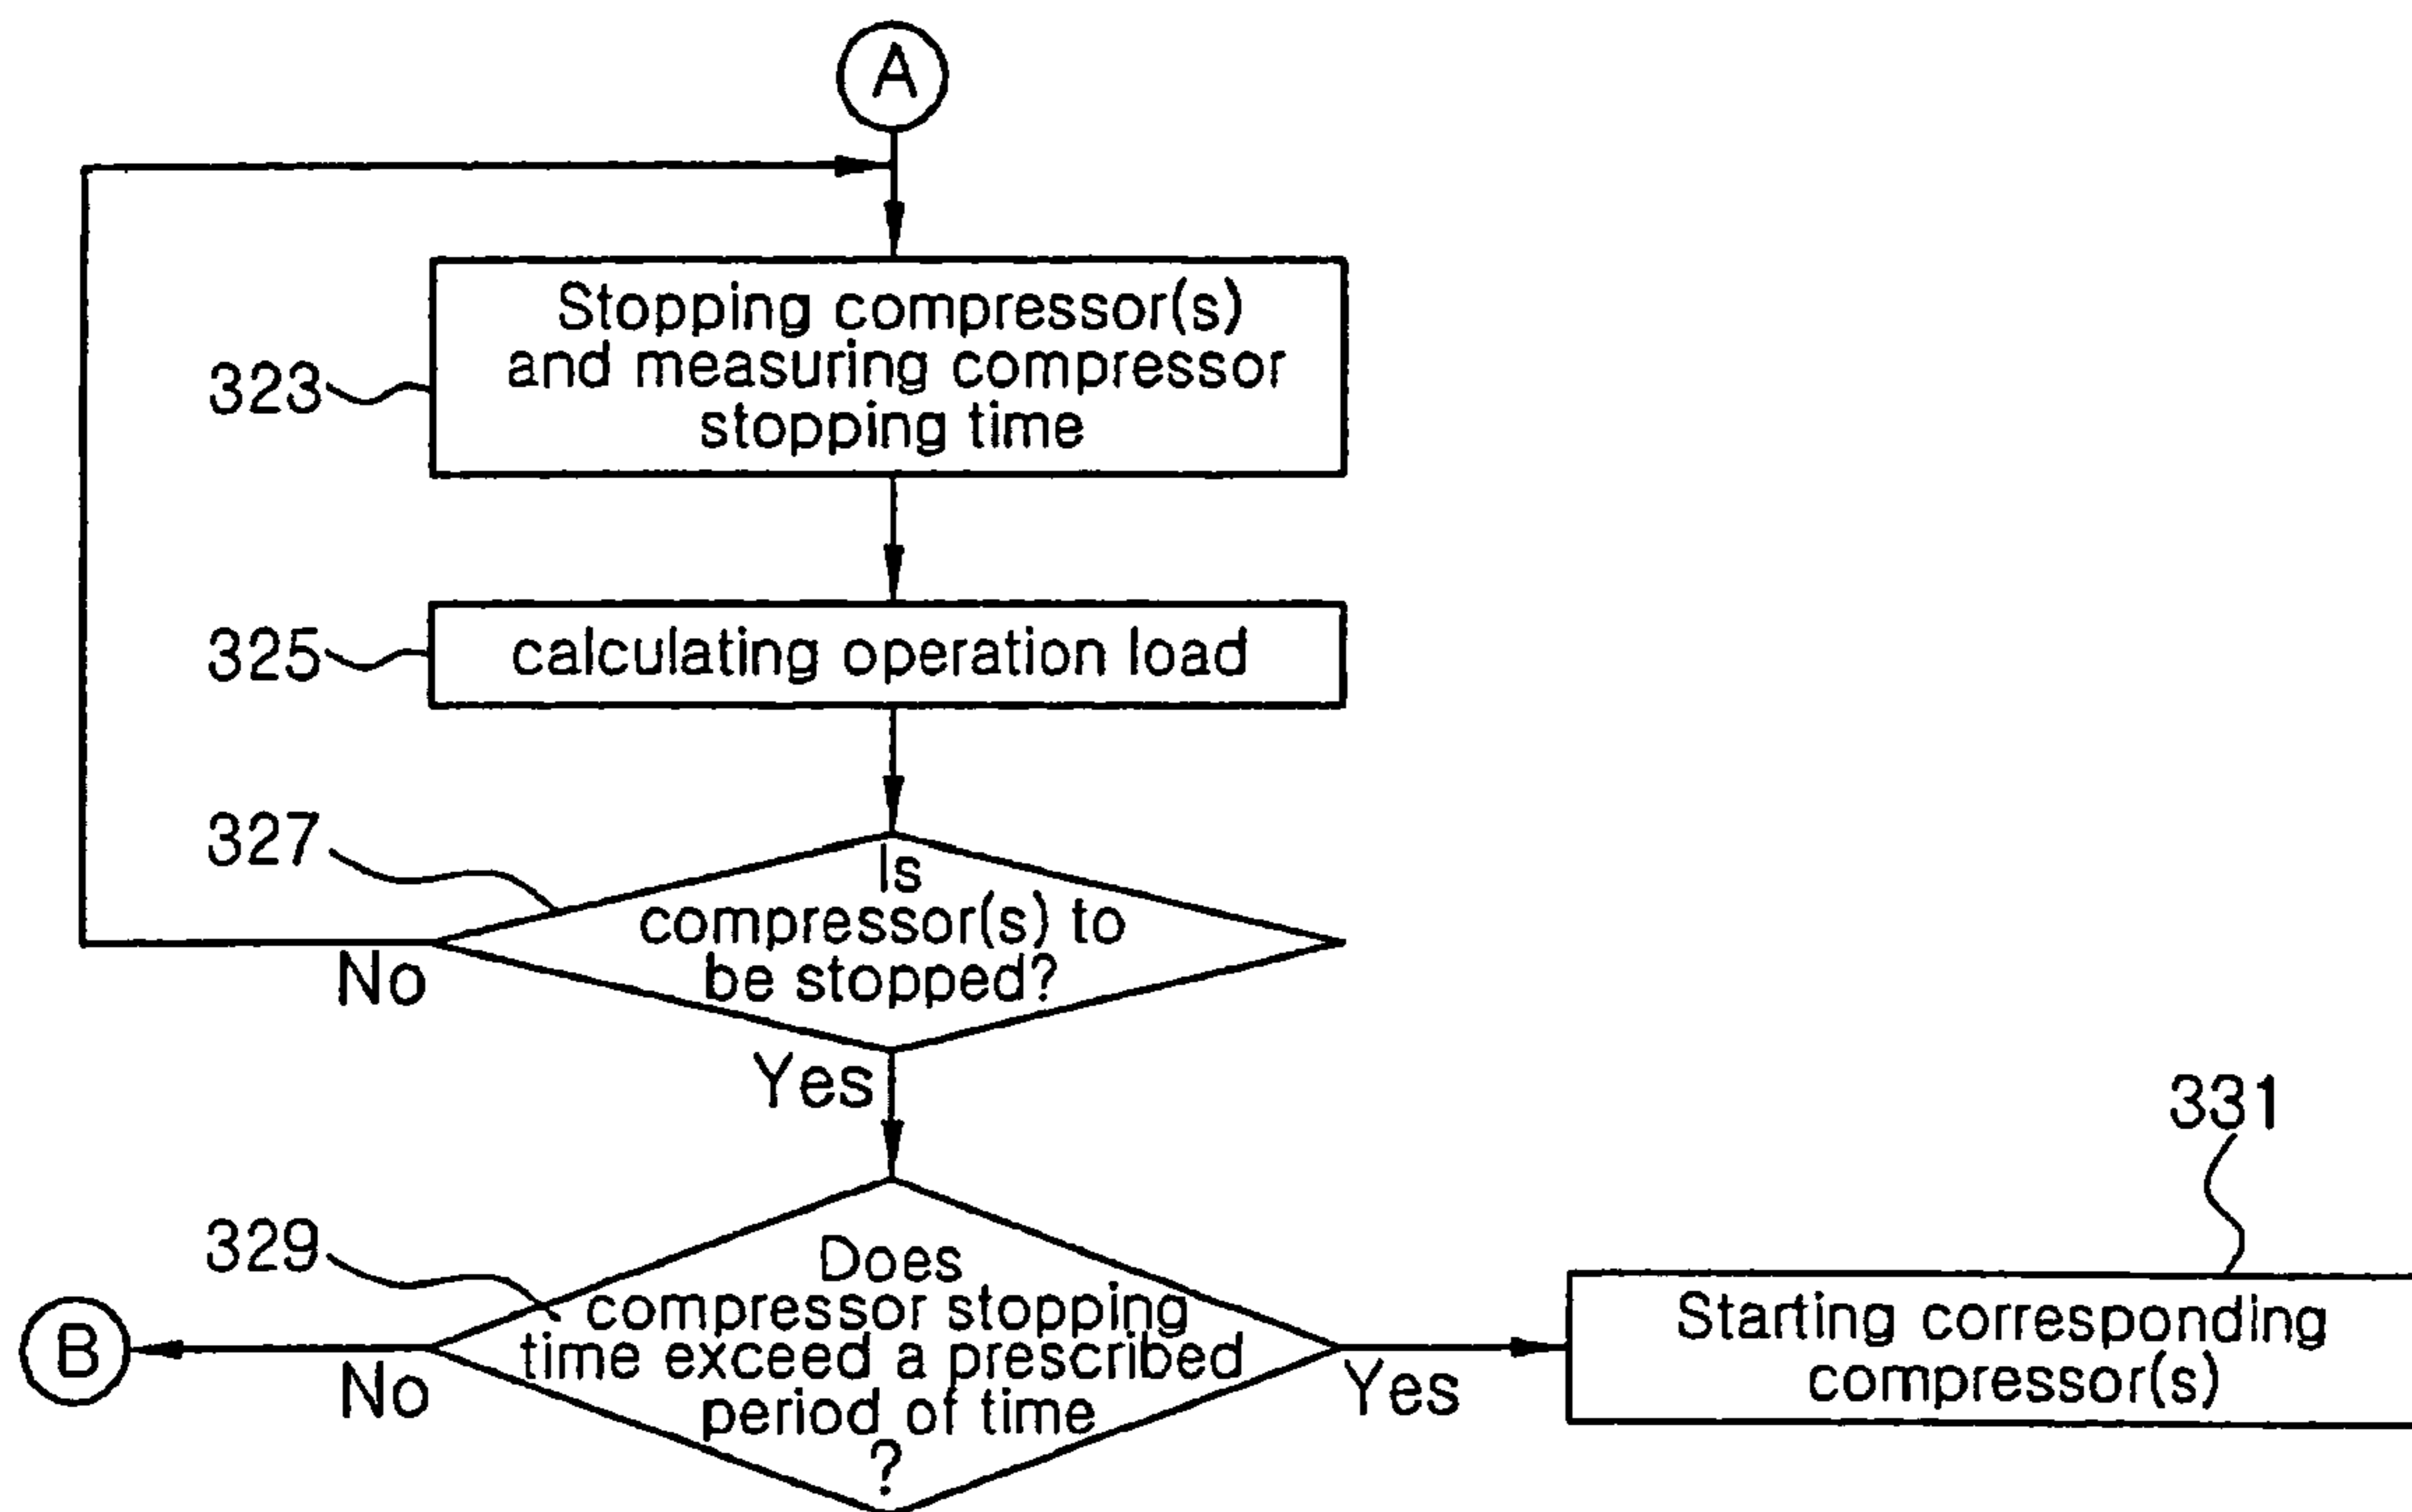 A
Stopping compressor(s)
and measuring compressor
stopping time
323
calculating operation load
325
327
Is
compressor(s) to
be stopped?
No
Yes
331
329
Does
compressor stopping
time exceed a prescribed
period of time
?
B
No
Yes
Starting corresponding
compressor(s)